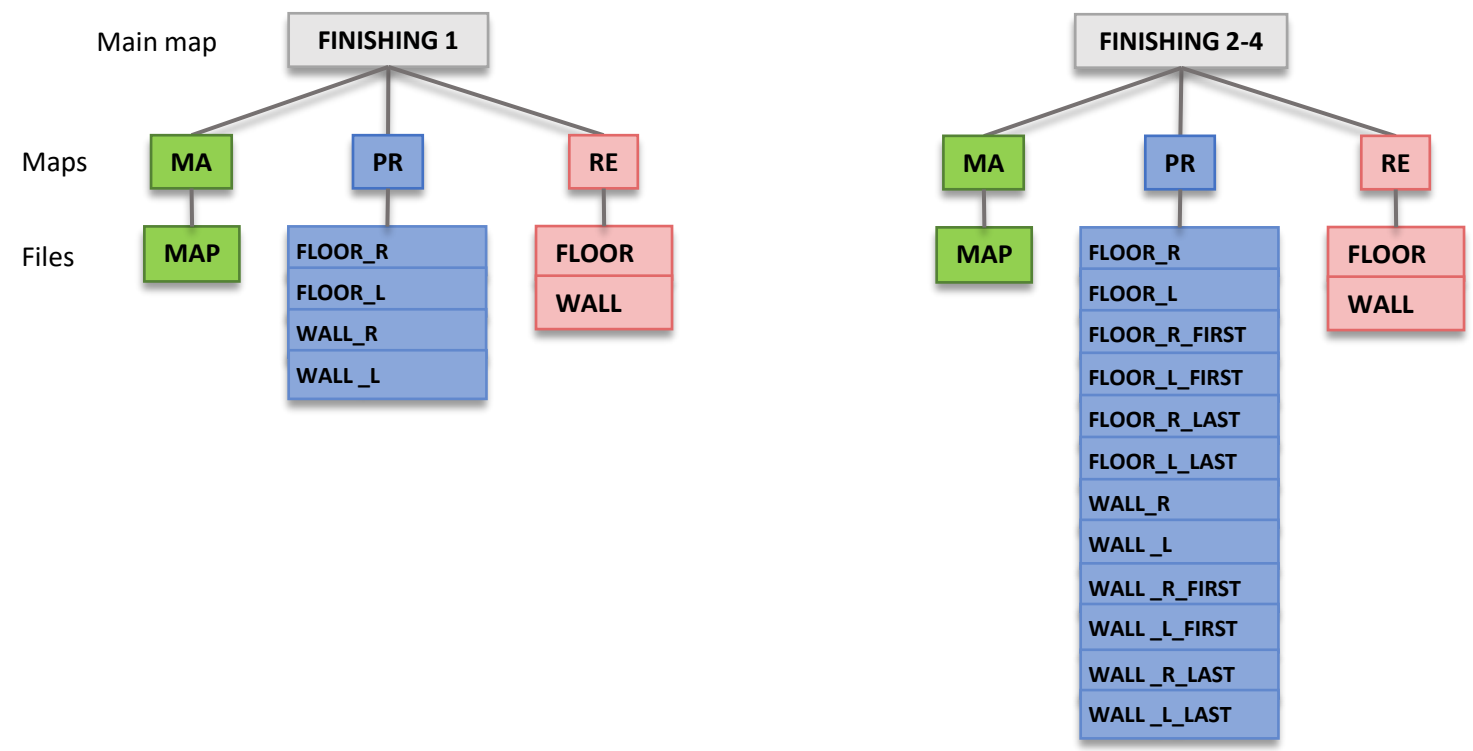 Main map
FINISHING 1
FINISHING 2-4
Maps
MA
PR
RE
MA
PR
RE
Files
MAP
FLOOR_R
FLOOR_L
WALL_R
WALL _L
FLOOR
WALL
MAP
FLOOR_R
FLOOR_L
FLOOR_R_FIRST
FLOOR_L_FIRST
FLOOR_R_LAST
FLOOR_L_LAST
WALL_R
WALL _L
WALL _R_FIRST
WALL _L_FIRST
WALL _R_LAST
WALL _L_LAST
FLOOR
WALL